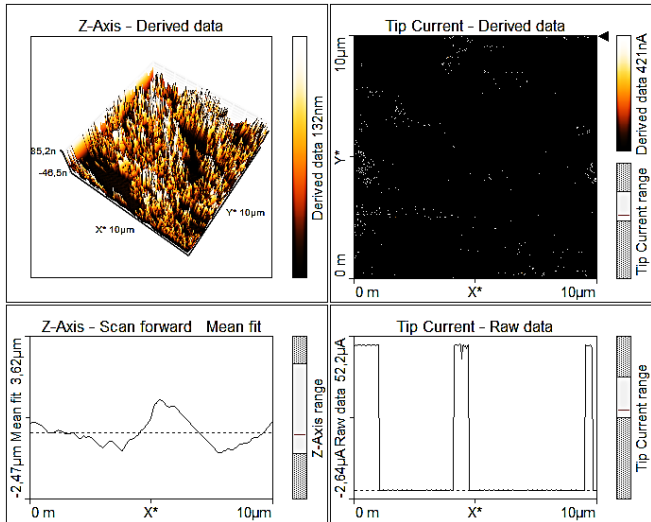 Z-Axis - Derived data
85,2n
-46,5n
X* 10µm
Y* 10µm
Derived data 132nm
Tip Current - Derived data
10µm
Y*
0 m
0 m X* 10µm
Derived data 421nA
Tip Current range
Z-Axis - Scan forward Mean fit
-2,47µm Mean fit 3,62µm
0 m X* 10µm
Z-Axis range
Tip Current - Raw data
-2,64µA Raw data 52,2µA
0 m X* 10µm
Tip Current range